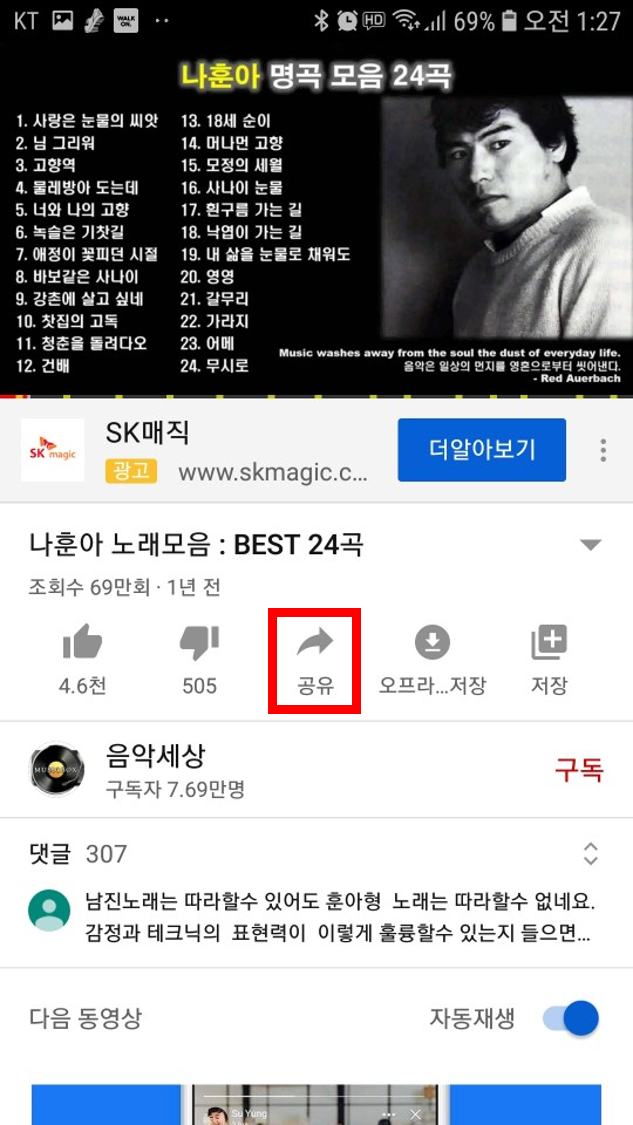 KT WALK ON. HD 69% 오전 1:27
나훈아 명곡 모음 24곡
1. 사랑은 눈물의 씨앗
2. 님 그리워
3. 고향역
4. 물레방아 도는데
5. 너와 나의 고향
6. 녹슬은 기찻길
7. 애정이 꽃피던 시절
8. 바보같은 사나이
9. 강촌에 살고 싶네
10. 찻집의 고독
11. 청춘을 돌려다오
12. 건배
13. 18세 순이
14. 머나먼 고향
15. 모정의 세월
16. 사나이 눈물
17. 흰구름 가는 길
18. 낙엽이 가는 길
19. 내 삶을 눈물로 채워도
20. 영영
21. 갈무리
22. 가라지
23. 어메
24. 무시로
Music washes away from the soul the dust of everyday life.
음악은 일상의 먼지를 영혼으로부터 씻어낸다.
- Red Auerbach
SK magic
SK매직
광고 www.skmagic.c...
더알아보기
나훈아 노래모음 : BEST 24곡
조회수 69만회 · 1년 전
4.6천 505 공유 오프라...저장 저장
MUSICBOX
음악세상
구독자 7.69만명
구독
댓글 307
남진노래는 따라할수 있어도 훈아형 노래는 따라할수 없네요.
감정과 테크닉의 표현력이 이렇게 훌륭할수 있는지 들으면...
다음 동영상 자동재생
Su Yung